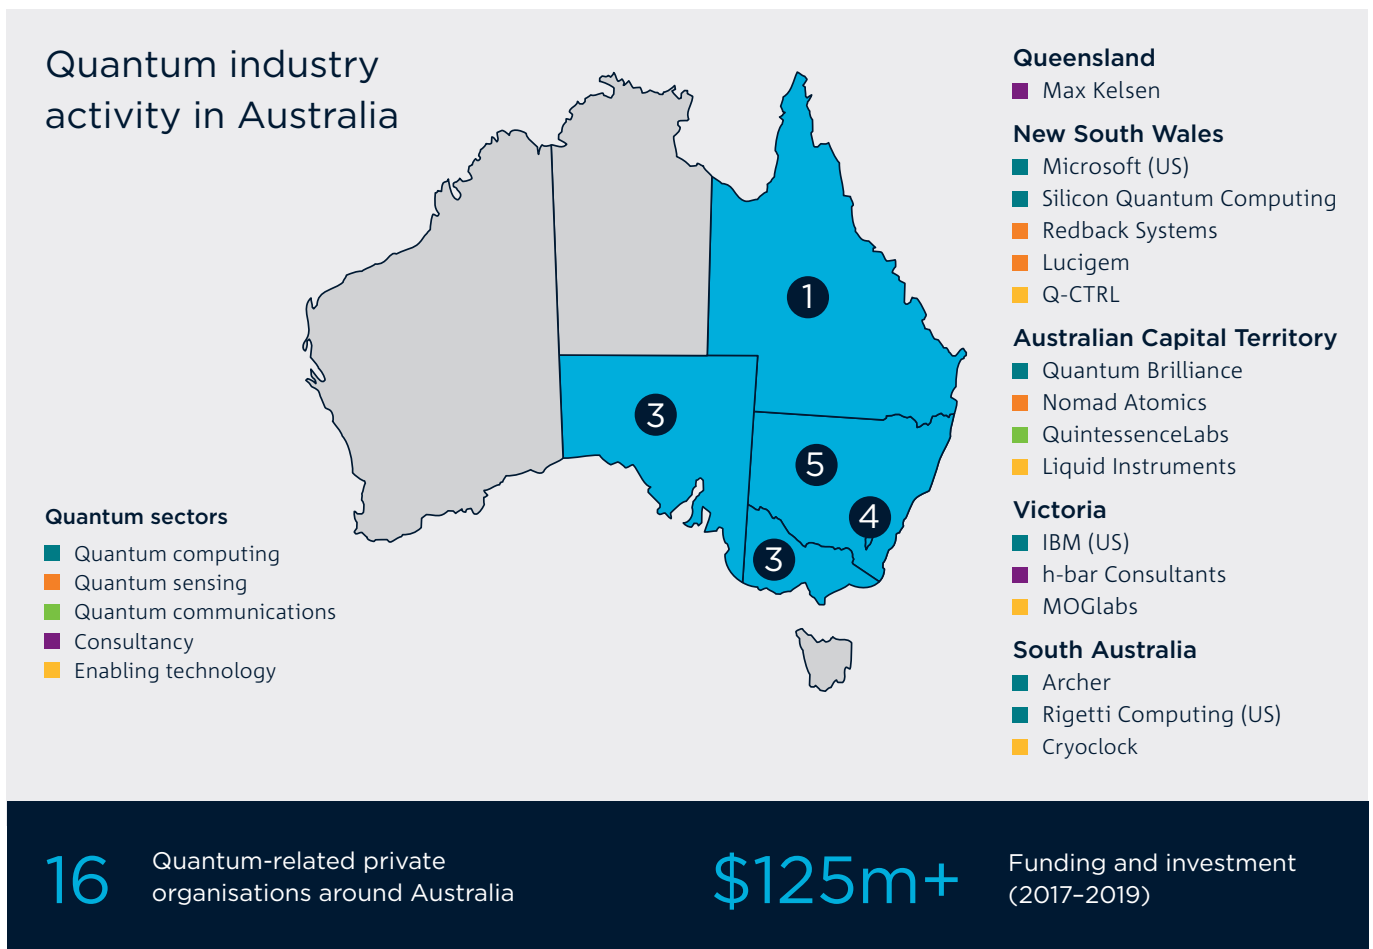 Quantum industry
activity in Australia
1
3
5
4
3
Quantum sectors
Quantum computing
Quantum sensing
Quantum communications
Consultancy
Enabling technology
Queensland
Max Kelsen
New South Wales
Microsoft (US)
Silicon Quantum Computing
Redback Systems
Lucigem
Q-CTRL
Australian Capital Territory
Quantum Brilliance
Nomad Atomics
QuintessenceLabs
Liquid Instruments
Victoria
IBM (US)
h-bar Consultants
MOGlabs
South Australia
Archer
Rigetti Computing (US)
Cryoclock
16
Quantum-related private
organisations around Australia
$125m+
Funding and investment
(2017–2019)